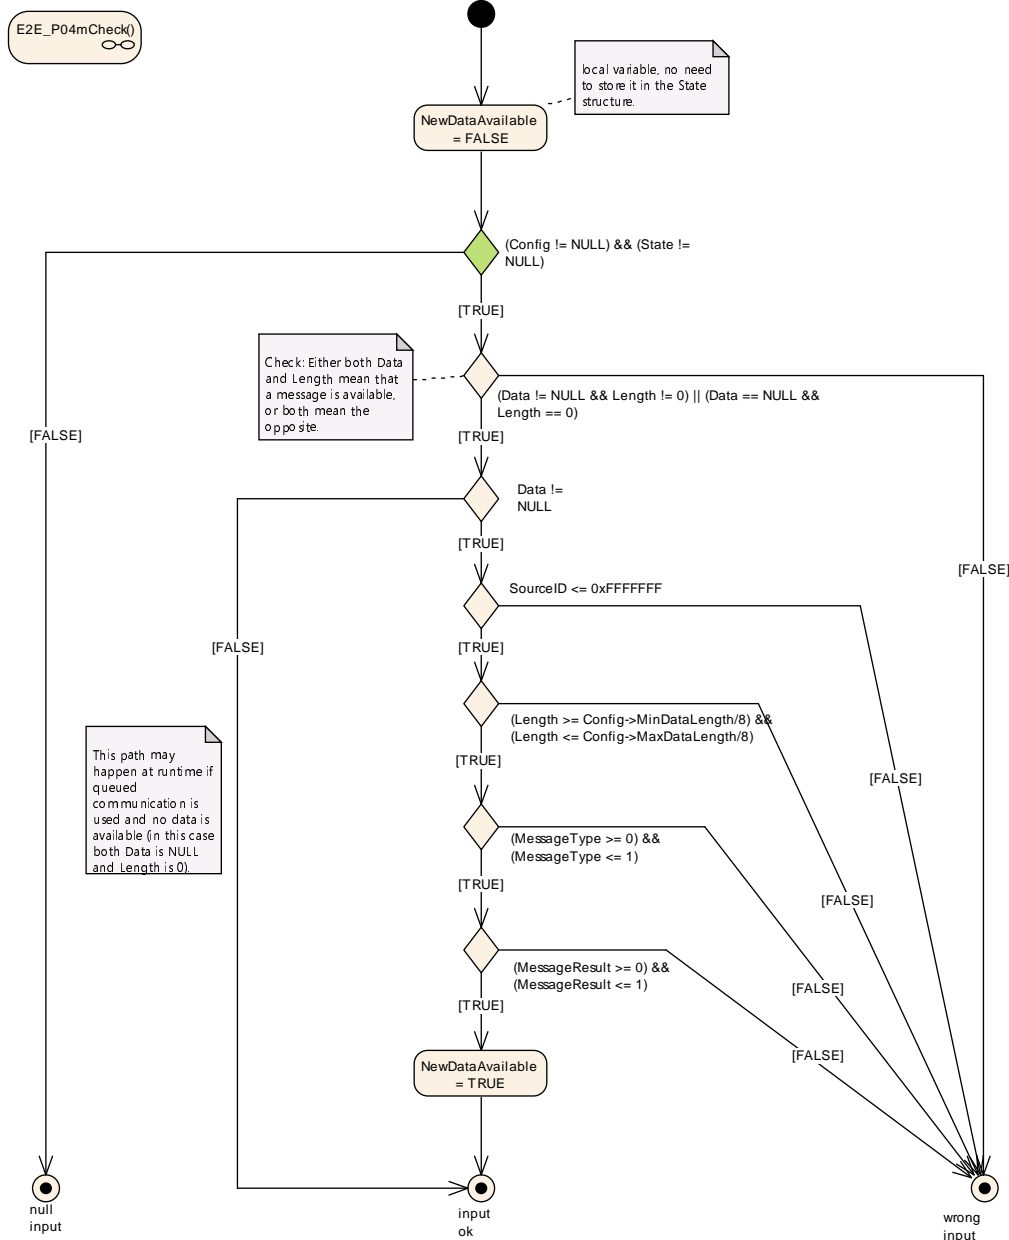 E2E_P04mCheck()
local variable, no need
to store it in the State
structure.
NewDataAvailable
= FALSE
(Config != NULL) && (State !=
NULL)
[TRUE]
Check: Either both Data
and Length mean that
a message is available,
or both mean the
opposite.
(Data != NULL && Length != 0) || (Data == NULL &&
Length == 0)
[FALSE]
[TRUE]
Data !=
NULL
[TRUE]
[FALSE]
SourceID <= 0xFFFFFFF
[FALSE]
[TRUE]
(Length >= Config->MinDataLength/8) &&
(Length <= Config->MaxDataLength/8)
This path may
happen at runtime if
queued
communication is
used and no data is
available (in this case
both Data is NULL
and Length is 0).
[TRUE]
[FALSE]
(MessageType >= 0) &&
(MessageType <= 1)
[TRUE]
[FALSE]
(MessageResult >= 0) &&
(MessageResult <= 1)
[FALSE]
[TRUE]
[FALSE]
NewDataAvailable
= TRUE
null
input
input
ok
wrong
input